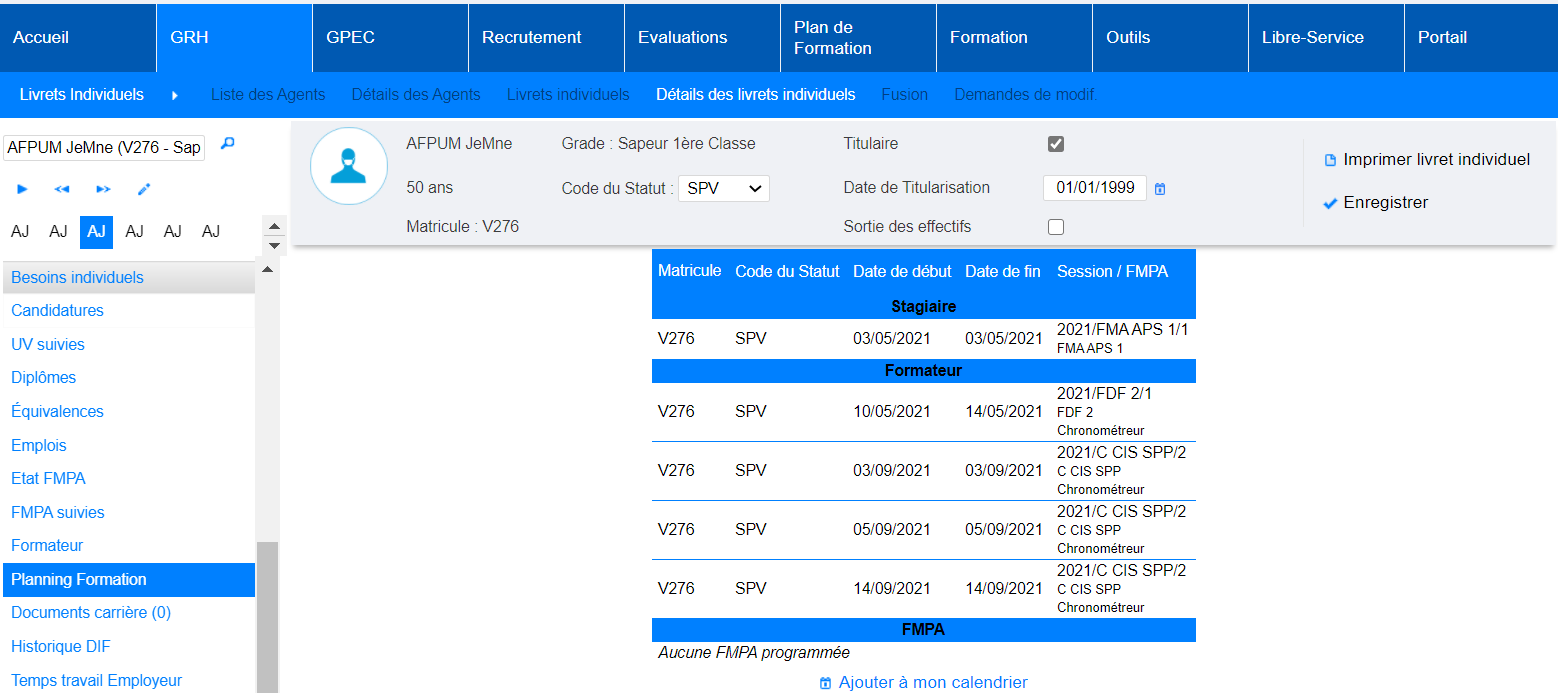 Accueil
GRH
GPEC
Recrutement
Evaluations
Plan de
Formation
Formation
Outils
Libre-Service
Portail
Livrets Individuels
Liste des Agents
Détails des Agents
Livrets individuels
Détails des livrets individuels
Fusion
Demandes de modif.
AFPUM JeMne (V276 - Sap
AJ AJ AJ AJ AJ AJ
Besoins individuels
Candidatures
UV suivies
Diplômes
Équivalences
Emplois
Etat FMPA
FMPA suivies
Formateur
Planning Formation
Documents carrière (0)
Historique DIF
Temps travail Employeur
AFPUM JeMne
50 ans
Matricule : V276
Grade : Sapeur 1ère Classe
Code du Statut : SPV
Titulaire
Date de Titularisation 01/01/1999
Sortie des effectifs
Imprimer livret individuel
Enregistrer
Matricule Code du Statut Date de début Date de fin Session / FMPA
Stagiaire
V276 SPV 03/05/2021 03/05/2021 2021/FMA APS 1/1
FMA APS 1
Formateur
V276 SPV 10/05/2021 14/05/2021 2021/FDF 2/1
FDF 2
Chronométreur
V276 SPV 03/09/2021 03/09/2021 2021/C CIS SPP/2
C CIS SPP
Chronométreur
V276 SPV 05/09/2021 05/09/2021 2021/C CIS SPP/2
C CIS SPP
Chronométreur
V276 SPV 14/09/2021 14/09/2021 2021/C CIS SPP/2
C CIS SPP
Chronométreur
FMPA
Aucune FMPA programmée
Ajouter à mon calendrier